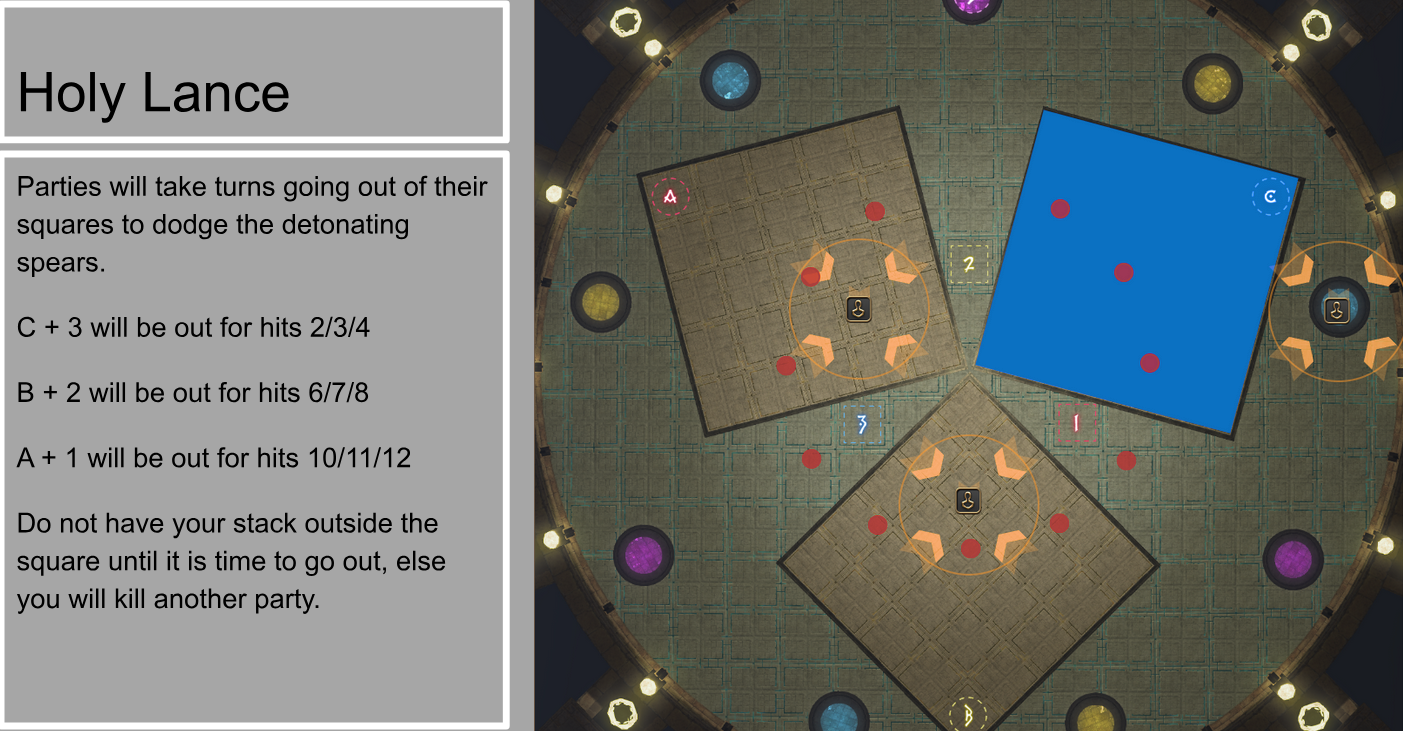 Holy Lance
Parties will take turns going out of their
squares to dodge the detonating
spears.
C + 3 will be out for hits 2/3/4
B + 2 will be out for hits 6/7/8
A + 1 will be out for hits 10/11/12
Do not have your stack outside the
square until it is time to go out, else
you will kill another party.
A
C
2
3
1
B